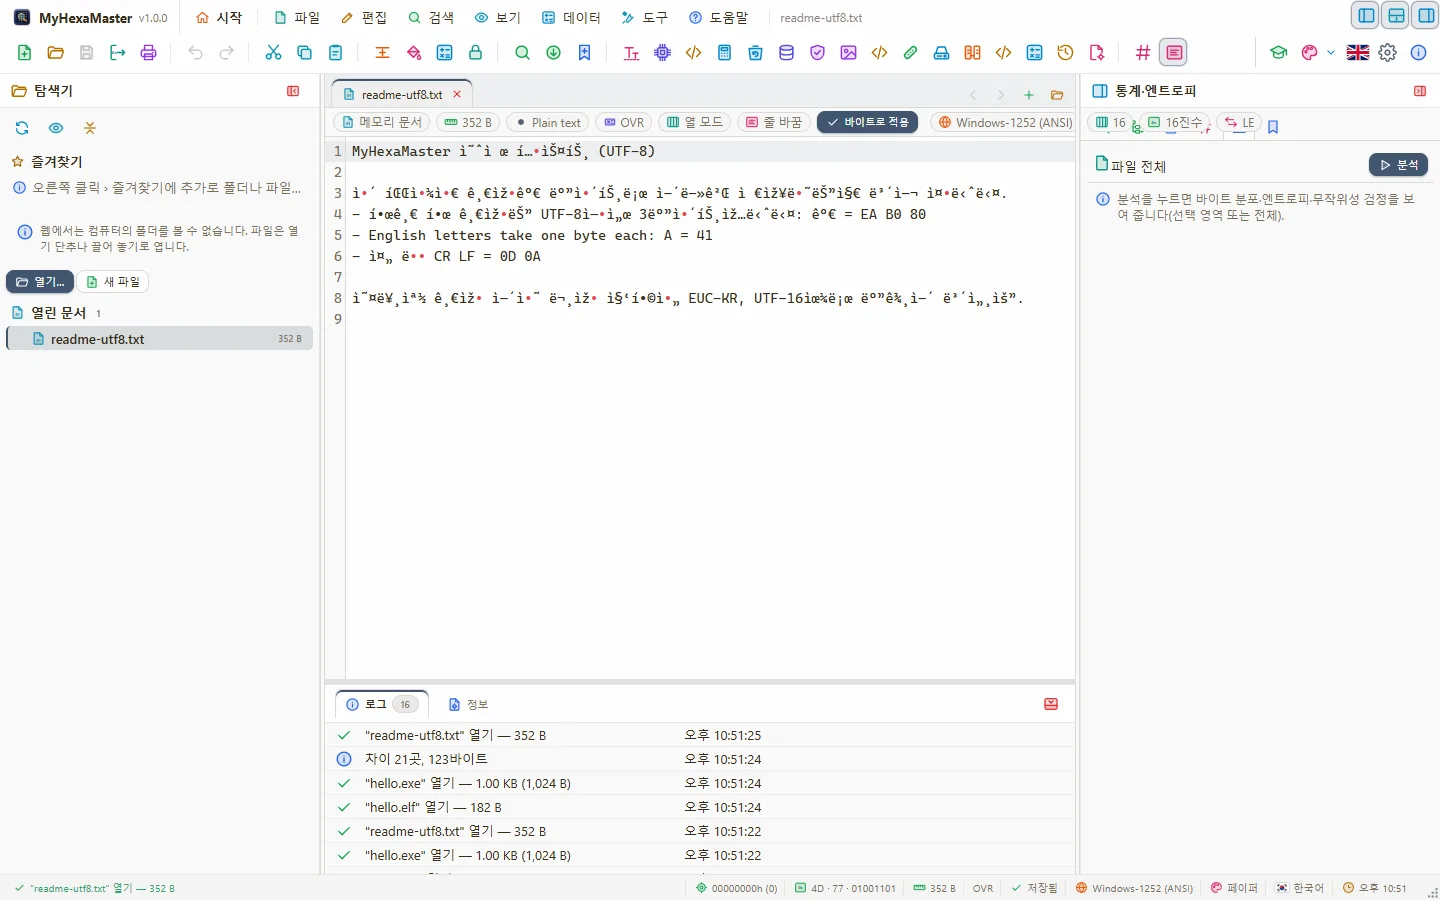 MyHexaMaster v1.0.0 시작 파일 편집 검색 보기 데이터 도구 도움말 readme-utf8.txt
탐색기
즐겨찾기
오른쪽 클릭 › 즐겨찾기에 추가로 폴더나 파일...
웹에서는 컴퓨터의 폴더를 볼 수 없습니다. 파일은 열
기 단추나 끌어 놓기로 엽니다.
열기... 새 파일
열린 문서 1
readme-utf8.txt 352 B
readme-utf8.txt
메모리 문서 352 B Plain text OVR 열 모드 줄 바꿈 바이트로 적용 Windows-1252 (ANSI)
1 MyHexaMaster (UTF-8)
2
3
4 UTF-8 3 = EA B0 80
5 - English letters take one byte each: A = 41
6 CR LF = 0D 0A
7
8 EUC-KR, UTF-16
9
로그 16 정보
"readme-utf8.txt" 열기 — 352 B 오후 10:51:25
차이 21곳, 123바이트 오후 10:51:24
"hello.exe" 열기 — 1.00 KB (1,024 B) 오후 10:51:24
"hello.elf" 열기 — 182 B 오후 10:51:24
"readme-utf8.txt" 열기 — 352 B 오후 10:51:22
"hello.exe" 열기 — 1.00 KB (1,024 B) 오후 10:51:22
통계·엔트로피
16 16진수 LE
파일 전체 분석
분석을 누르면 바이트 분포·엔트로피·무작위성 검정을 보
여 줍니다(선택 영역 또는 전체).
"readme-utf8.txt" 열기 — 352 B 00000000h (0) 4D · 77 · 01001101 352 B OVR 저장됨 Windows-1252 (ANSI) 페이퍼 한국어 오후 10:51